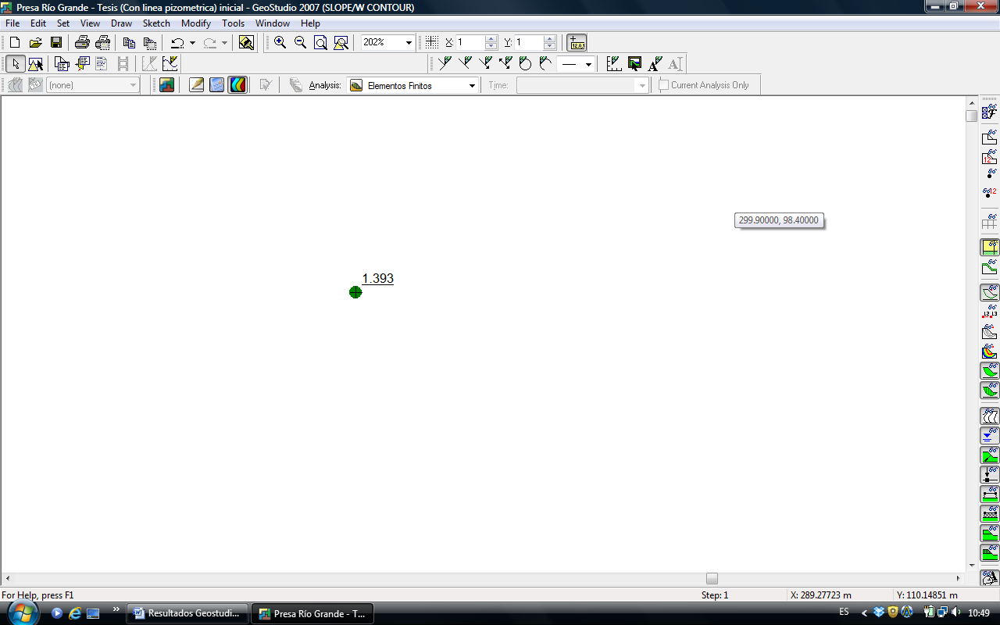 Presa Río Grande - Tesis (Con linea pizometrica) inicial - GeoStudio 2007 (SLOPE/W CONTOUR)
File Edit Set View Draw Sketch Modify Tools Window Help
202% X: 1 Y: 1
(none) Analysis: Elementos Finitos Time: Current Analysis Only
299.90000, 98.40000
1.393
For Help, press F1 Step: 1 X: 289.27723 m Y: 110.14851 m
Resultados Geostudi... Presa Río Grande - T... ES 10:49